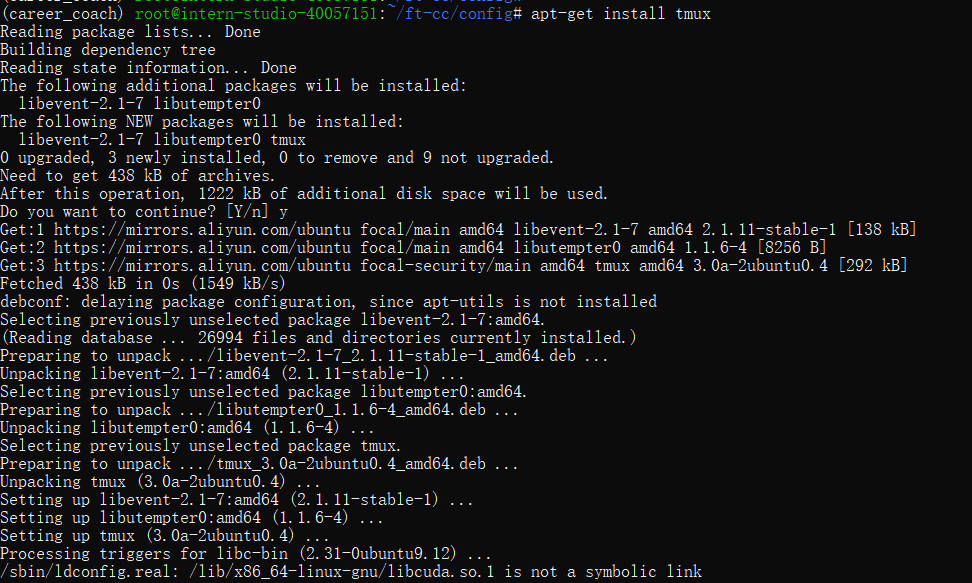 (career_coach) root@intern-studio-40057151:~/ft-cc/config# apt-get install tmux
Reading package lists... Done
Building dependency tree
Reading state information... Done
The following additional packages will be installed:
  libevent-2.1-7 libutempter0
The following NEW packages will be installed:
  libevent-2.1-7 libutempter0 tmux
0 upgraded, 3 newly installed, 0 to remove and 9 not upgraded.
Need to get 438 kB of archives.
After this operation, 1222 kB of additional disk space will be used.
Do you want to continue? [Y/n] y
Get:1 https://mirrors.aliyun.com/ubuntu focal/main amd64 libevent-2.1-7 amd64 2.1.11-stable-1 [138 kB]
Get:2 https://mirrors.aliyun.com/ubuntu focal/main amd64 libutempter0 amd64 1.1.6-4 [8256 B]
Get:3 https://mirrors.aliyun.com/ubuntu focal-security/main amd64 tmux amd64 3.0a-2ubuntu0.4 [292 kB]
Fetched 438 kB in 0s (1549 kB/s)
debconf: delaying package configuration, since apt-utils is not installed
Selecting previously unselected package libevent-2.1-7:amd64.
(Reading database ... 26994 files and directories currently installed.)
Preparing to unpack .../libevent-2.1-7_2.1.11-stable-1_amd64.deb ...
Unpacking libevent-2.1-7:amd64 (2.1.11-stable-1) ...
Selecting previously unselected package libutempter0:amd64.
Preparing to unpack .../libutempter0_1.1.6-4_amd64.deb ...
Unpacking libutempter0:amd64 (1.1.6-4) ...
Selecting previously unselected package tmux.
Preparing to unpack .../tmux_3.0a-2ubuntu0.4_amd64.deb ...
Unpacking tmux (3.0a-2ubuntu0.4) ...
Setting up libevent-2.1-7:amd64 (2.1.11-stable-1) ...
Setting up libutempter0:amd64 (1.1.6-4) ...
Setting up tmux (3.0a-2ubuntu0.4) ...
Processing triggers for libc-bin (2.31-0ubuntu9.12) ...
/sbin/ldconfig.real: /lib/x86_64-linux-gnu/libcuda.so.1 is not a symbolic link